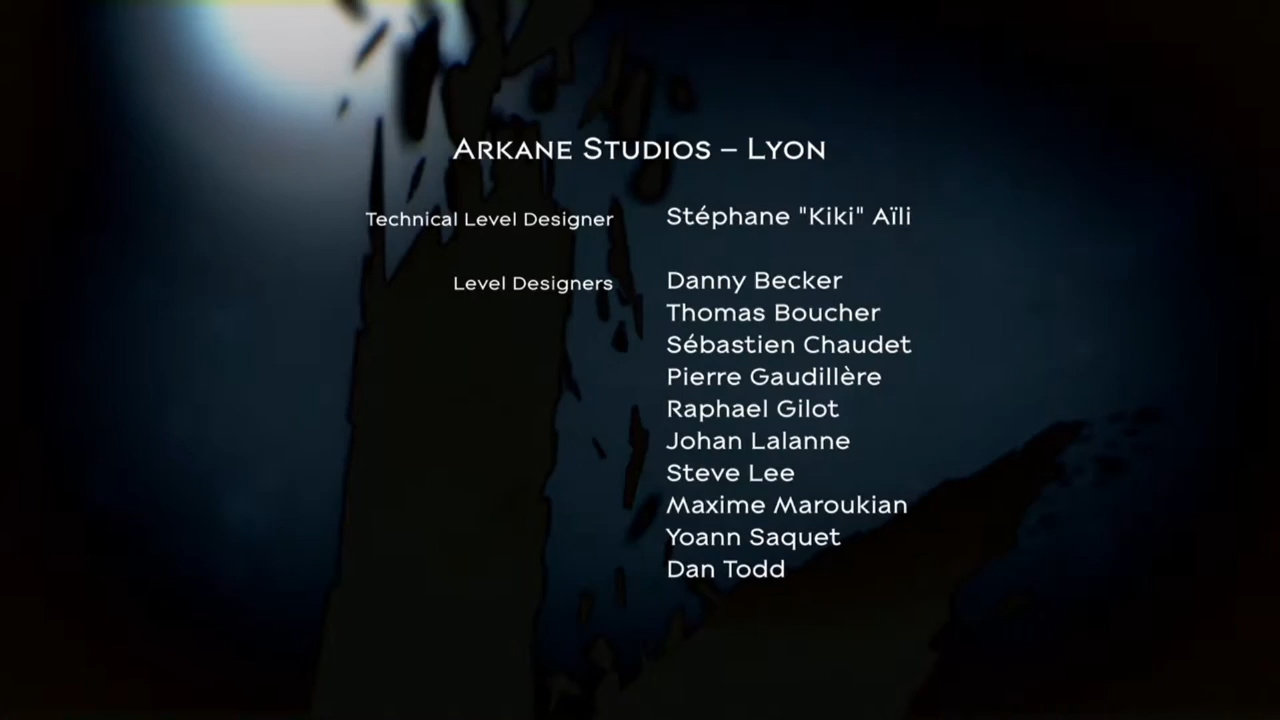 Arkane Studios – Lyon
Technical Level Designer Stéphane "Kiki" Aïli
Level Designers Danny Becker
Thomas Boucher
Sébastien Chaudet
Pierre Gaudillère
Raphael Gilot
Johan Lalanne
Steve Lee
Maxime Maroukian
Yoann Saquet
Dan Todd